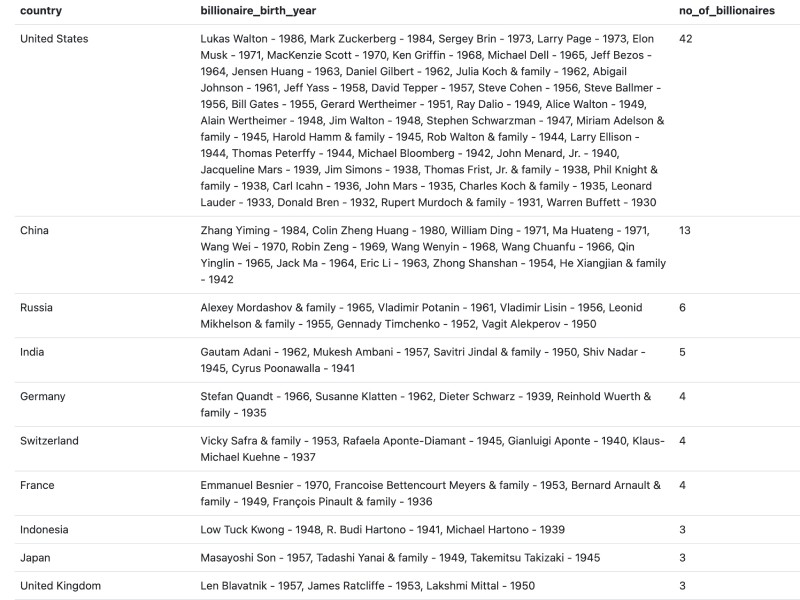 country billionaire_birth_year no_of_billionaires
United States Lukas Walton - 1986, Mark Zuckerberg - 1984, Sergey Brin - 1973, Larry Page - 1973, Elon 42
Musk - 1971, MacKenzie Scott - 1970, Ken Griffin - 1968, Michael Dell - 1965, Jeff Bezos -
1964, Jensen Huang - 1963, Daniel Gilbert - 1962, Julia Koch & family - 1962, Abigail
Johnson - 1961, Jeff Yass - 1958, David Tepper - 1957, Steve Cohen - 1956, Steve Ballmer -
1956, Bill Gates - 1955, Gerard Wertheimer - 1951, Ray Dalio - 1949, Alice Walton - 1949,
Alain Wertheimer - 1948, Jim Walton - 1948, Stephen Schwarzman - 1947, Miriam Adelson &
family - 1945, Harold Hamm & family - 1945, Rob Walton & family - 1944, Larry Ellison -
1944, Thomas Peterffy - 1944, Michael Bloomberg - 1942, John Menard, Jr. - 1940,
Jacqueline Mars - 1939, Jim Simons - 1938, Thomas Frist, Jr. & family - 1938, Phil Knight &
family - 1938, Carl Icahn - 1936, John Mars - 1935, Charles Koch & family - 1935, Leonard
Lauder - 1933, Donald Bren - 1932, Rupert Murdoch & family - 1931, Warren Buffett - 1930
China Zhang Yiming - 1984, Colin Zheng Huang - 1980, William Ding - 1971, Ma Huateng - 1971, 13
Wang Wei - 1970, Robin Zeng - 1969, Wang Wenyin - 1968, Wang Chuanfu - 1966, Qin
Yinglin - 1965, Jack Ma - 1964, Eric Li - 1963, Zhong Shanshan - 1954, He Xiangjian & family
- 1942
Russia Alexey Mordashov & family - 1965, Vladimir Potanin - 1961, Vladimir Lisin - 1956, Leonid 6
Mikhelson & family - 1955, Gennady Timchenko - 1952, Vagit Alekperov - 1950
India Gautam Adani - 1962, Mukesh Ambani - 1957, Savitri Jindal & family - 1950, Shiv Nadar - 5
1945, Cyrus Poonawalla - 1941
Germany Stefan Quandt - 1966, Susanne Klatten - 1962, Dieter Schwarz - 1939, Reinhold Wuerth & 4
family - 1935
Switzerland Vicky Safra & family - 1953, Rafaela Aponte-Diamant - 1945, Gianluigi Aponte - 1940, Klaus- 4
Michael Kuehne - 1937
France Emmanuel Besnier - 1970, Francoise Bettencourt Meyers & family - 1953, Bernard Arnault & 4
family - 1949, François Pinault & family - 1936
Indonesia Low Tuck Kwong - 1948, R. Budi Hartono - 1941, Michael Hartono - 1939 3
Japan Masayoshi Son - 1957, Tadashi Yanai & family - 1949, Takemitsu Takizaki - 1945 3
United Kingdom Len Blavatnik - 1957, James Ratcliffe - 1953, Lakshmi Mittal - 1950 3